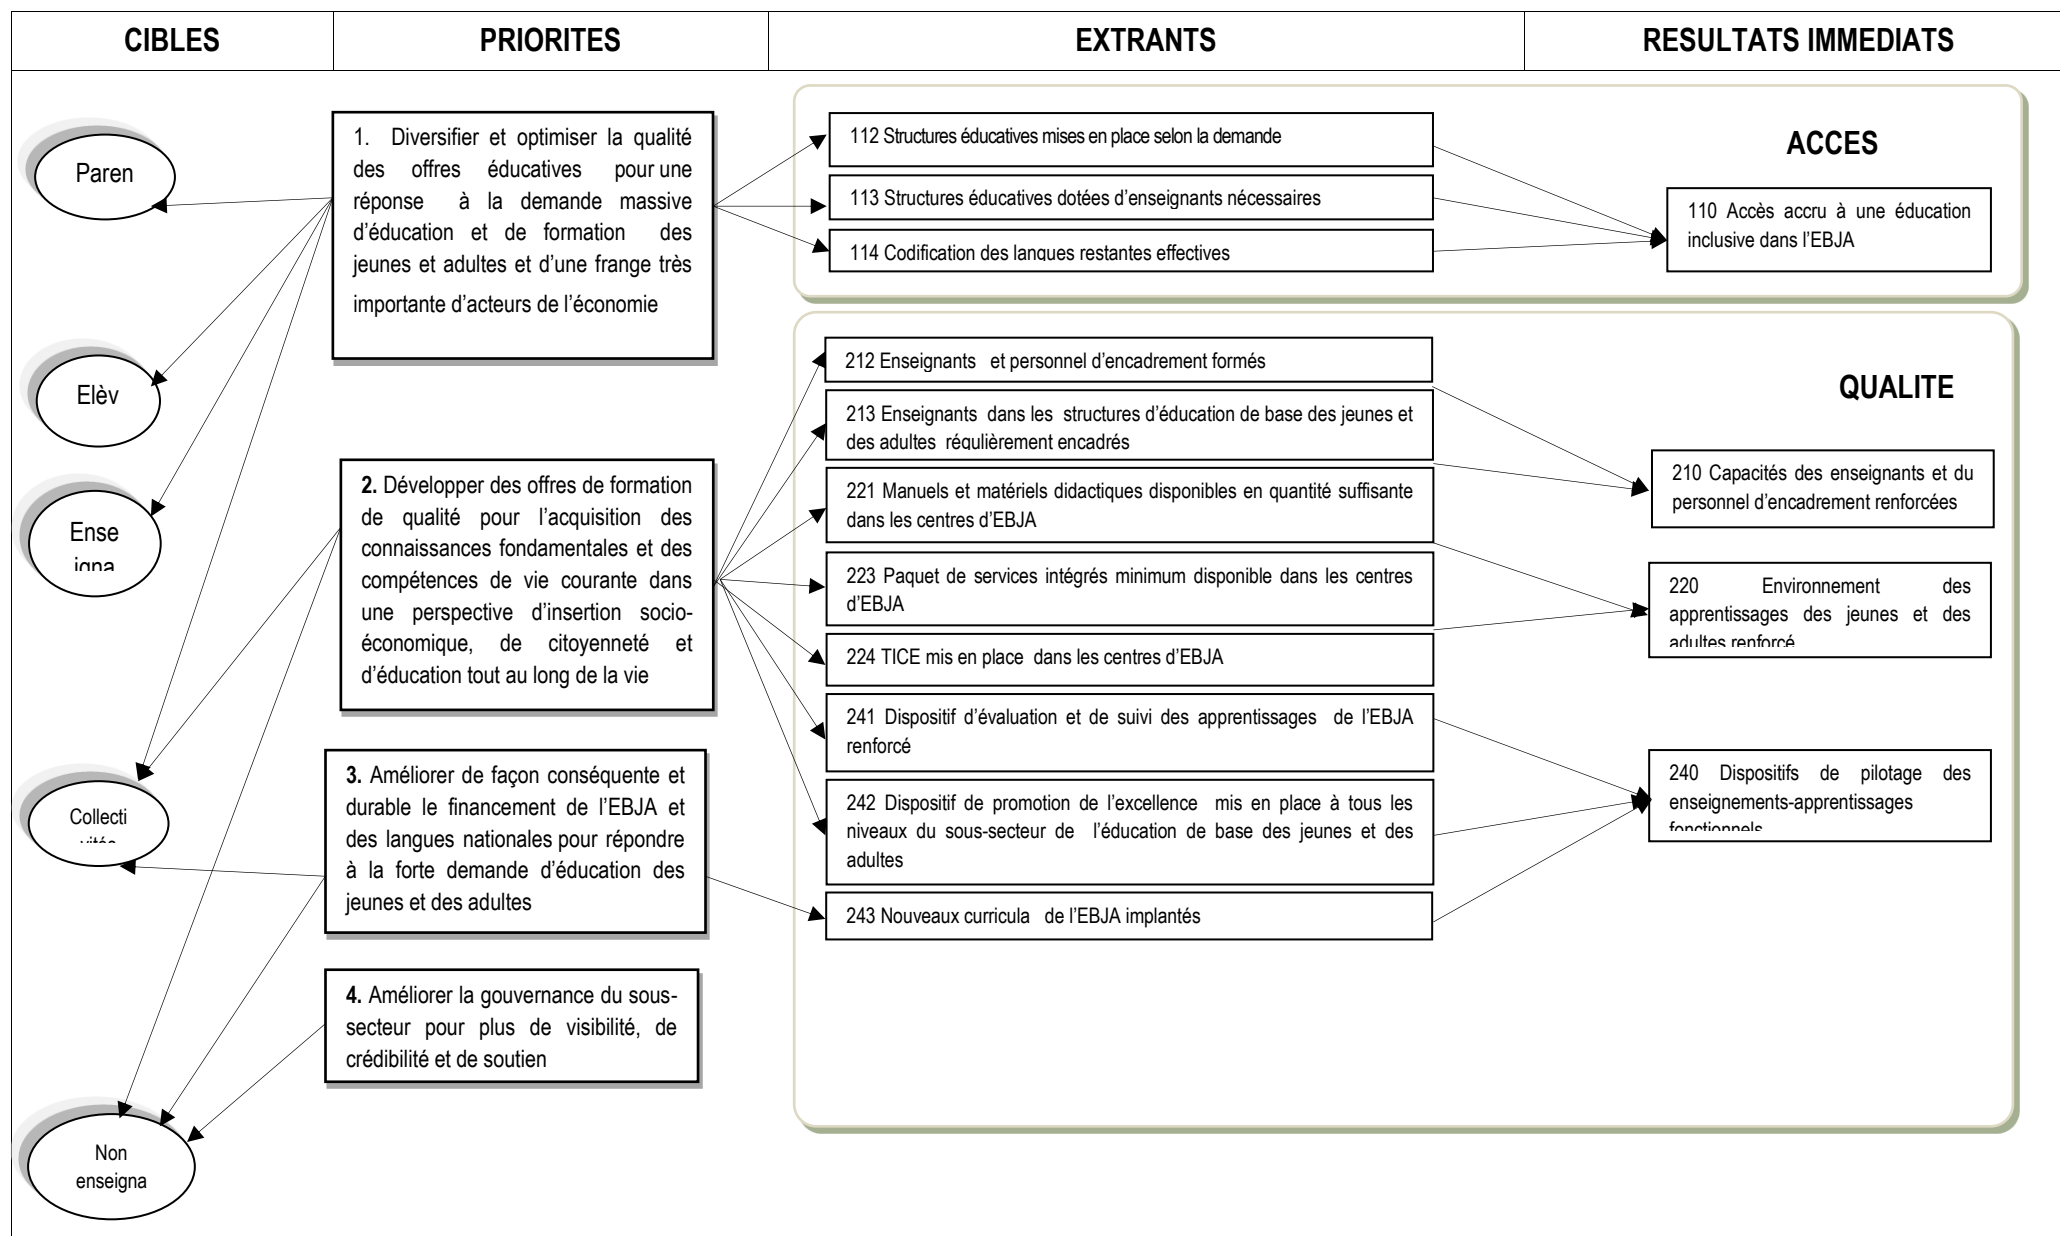 CIBLES
PRIORITES
EXTRANTS
RESULTATS IMMEDIATS
Paren
Elèv
Ense
igna
Collecti
vités
Non
enseigna
1. Diversifier et optimiser la qualité
des offres éducatives pour une
réponse à la demande massive
d'éducation et de formation des
jeunes et adultes et d'une frange très
importante d'acteurs de l'économie
2. Développer des offres de formation
de qualité pour l'acquisition des
connaissances fondamentales et des
compétences de vie courante dans
une perspective d'insertion socio-
économique, de citoyenneté et
d'éducation tout au long de la vie
3. Améliorer de façon conséquente et
durable le financement de l'EBJA et
des langues nationales pour répondre
à la forte demande d'éducation des
jeunes et des adultes
4. Améliorer la gouvernance du sous-
secteur pour plus de visibilité, de
crédibilité et de soutien
112 Structures éducatives mises en place selon la demande
113 Structures éducatives dotées d'enseignants nécessaires
114 Codification des langues restantes effectives
ACCES
110 Accès accru à une éducation
inclusive dans l'EBJA
212 Enseignants et personnel d'encadrement formés
213 Enseignants dans les structures d'éducation de base des jeunes et
des adultes régulièrement encadrés
221 Manuels et matériels didactiques disponibles en quantité suffisante
dans les centres d'EBJA
223 Paquet de services intégrés minimum disponible dans les centres
d'EBJA
224 TICE mis en place dans les centres d'EBJA
241 Dispositif d'évaluation et de suivi des apprentissages de l'EBJA
renforcé
242 Dispositif de promotion de l'excellence mis en place à tous les
niveaux du sous-secteur de l'éducation de base des jeunes et des
adultes
243 Nouveaux curricula de l'EBJA implantés
QUALITE
210 Capacités des enseignants et du
personnel d'encadrement renforcées
220 Environnement des
apprentissages des jeunes et des
adultes renforcé
240 Dispositifs de pilotage des
enseignements-apprentissages
fonctionnels